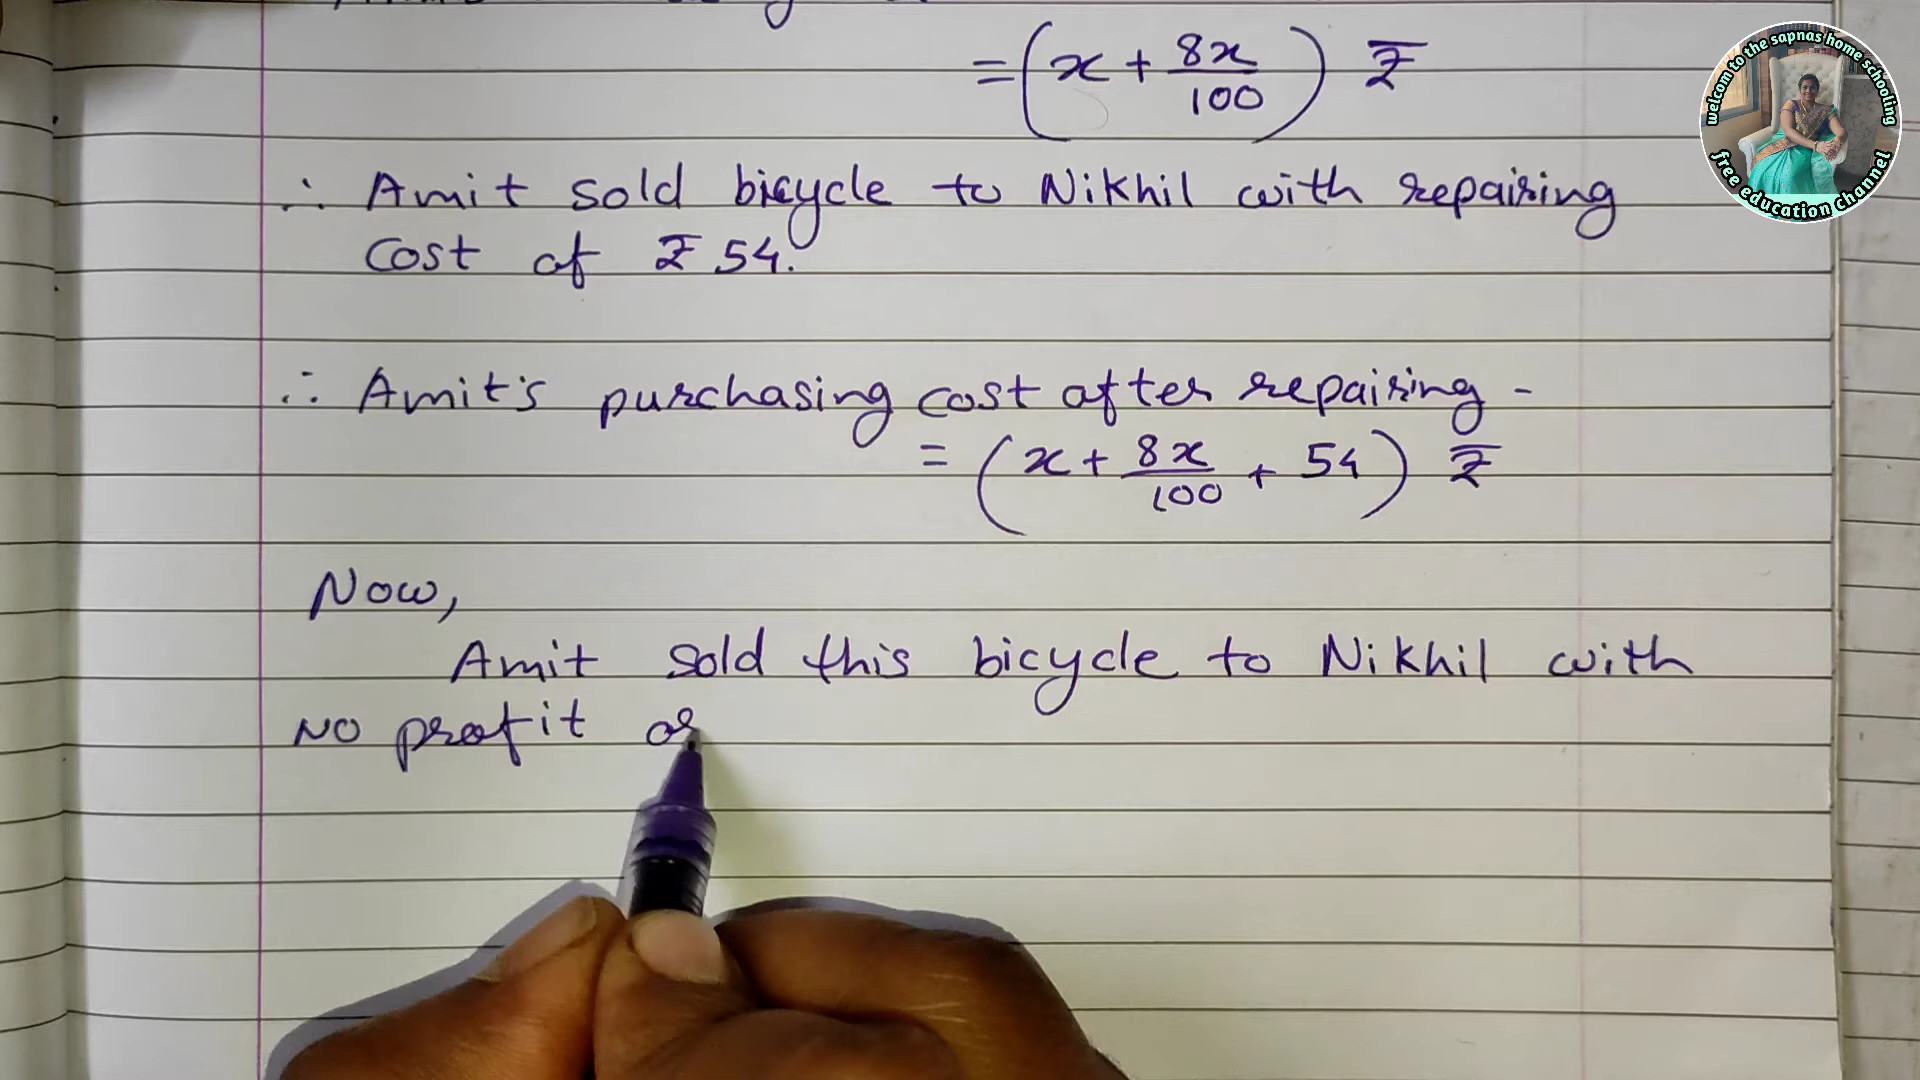 = (x + 8x/100) ₹
∴ Amit sold bicycle to Nikhil with repairing
cost of ₹ 54.
∴ Amit's purchasing cost after repairing -
= (x + 8x/100 + 54) ₹
Now,
Amit sold this bicycle to Nikhil with
no profit or
welcom to the sapnas home schooling
free education channel